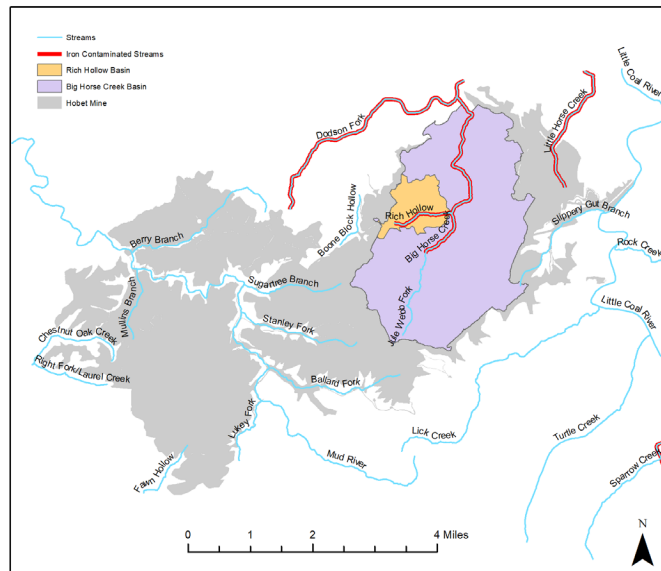 Streams
Iron Contaminated Streams
Rich Hollow Basin
Big Horse Creek Basin
Hobet Mine
Little Coal River
Little Horse Creek
Dodson Fork
Rich Hollow
Slippery Gut Branch
Boone Block Hollow
Berry Branch
Big Horse Creek
Rock Creek
Sugartree Branch
Mullins Branch
Jule Webb Fork
Little Coal River
Stanley Fork
Chestnut Oak Creek
Right Fork/Laurel Creek
Ballard Fork
Lukey Fork
Lick Creek
Turtle Creek
Mud River
Fawn Hollow
Sparrow Creek
N
0 1 2 4 Miles